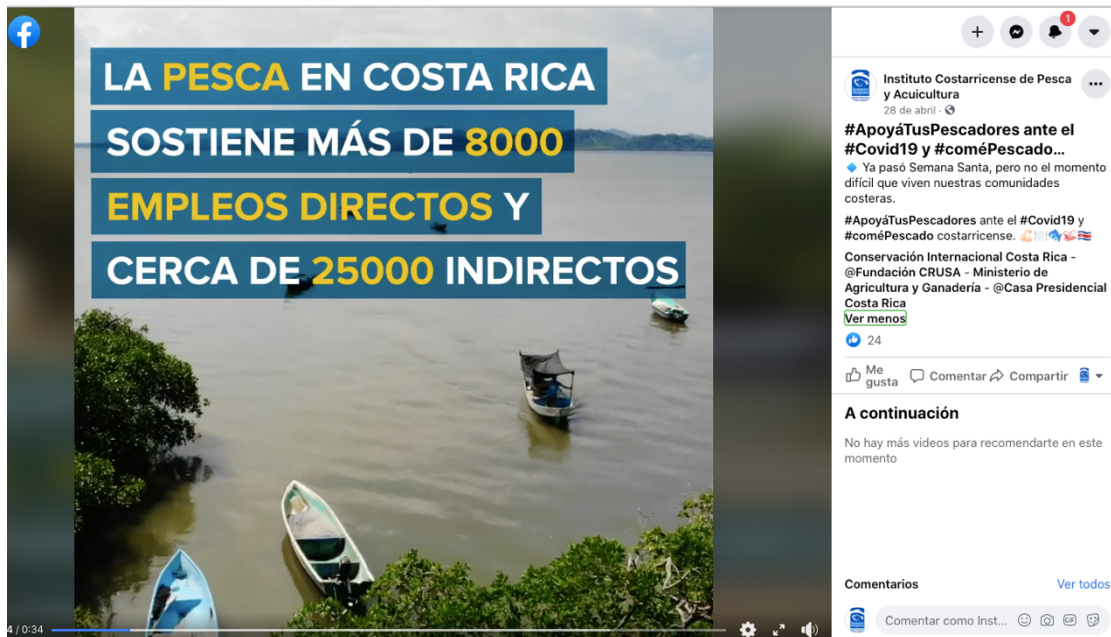 LA PESCA EN COSTA RICA
SOSTIENE MÁS DE 8000
EMPLEOS DIRECTOS Y
CERCA DE 25000 INDIRECTOS
4 / 0:34
1
Instituto Costarricense de Pesca
y Acuicultura
28 de abril ·
#ApoyáTusPescadores ante el
#Covid19 y #coméPescado...
Ya pasó Semana Santa, pero no el momento
difícil que viven nuestras comunidades
costeras.
#ApoyáTusPescadores ante el #Covid19 y
#coméPescado costarricense.
Conservación Internacional Costa Rica -
@Fundación CRUSA - Ministerio de
Agricultura y Ganadería - @Casa Presidencial
Costa Rica
Ver menos
24
Me
gusta
Comentar
Compartir
A continuación
No hay más videos para recomendarte en este
momento
Comentarios
Ver todos
Comentar como Inst...
GIF